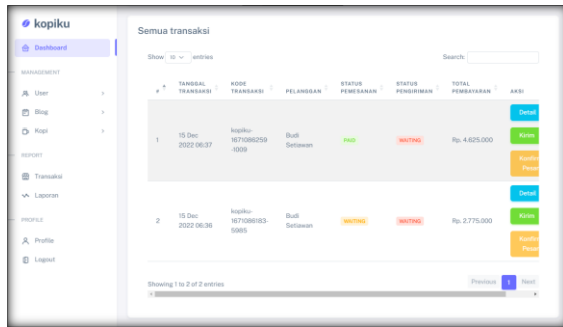 kopiku
Dashboard
MANAGEMENT
User
Blog
Kopi
REPORT
Transaksi
Laporan
PROFILE
Profile
Logout
Semua transaksi
Show 10 entries
Search:
# TANGGAL TRANSAKSI KODE TRANSAKSI PELANGGAN STATUS PEMESANAN STATUS PENGIRIMAN TOTAL PEMBAYARAN AKSI
1 15 Dec 2022 06:37 kopiku-1671086259-1009 Budi Setiawan PAID WAITING Rp. 4.625.000
Detail
Kirim
2 15 Dec 2022 06:36 kopiku-1671086183-5985 Budi Setiawan WAITING WAITING Rp. 2.775.000
Detail
Kirim
Showing 1 to 2 of 2 entries
Previous 1 Next